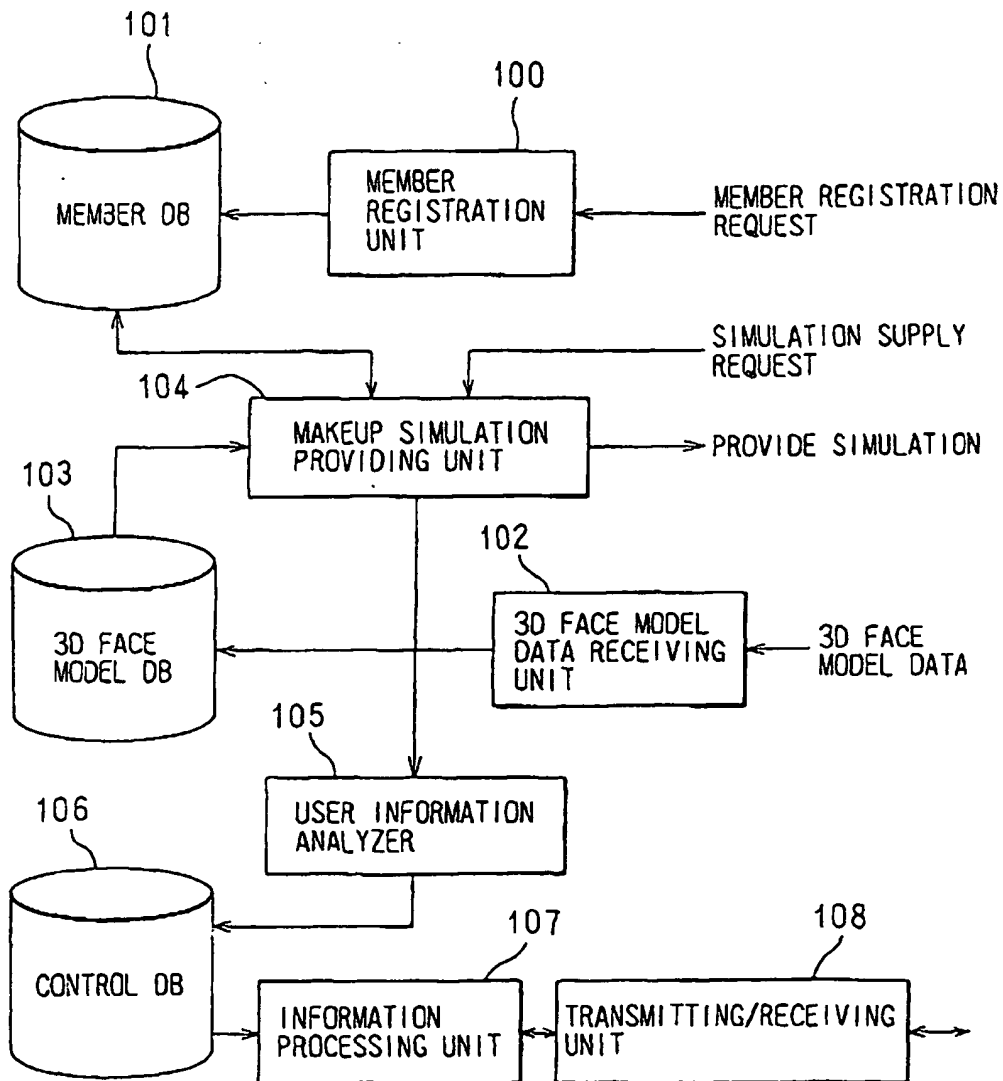 101
100
MEMBER DB
MEMBER
REGISTRATION
UNIT
MEMBER REGISTRATION
REQUEST
SIMULATION SUPPLY
REQUEST
104
MAKEUP SIMULATION
PROVIDING UNIT
PROVIDE SIMULATION
103
102
3D FACE
MODEL DB
3D FACE MODEL
DATA RECEIVING
UNIT
3D FACE
MODEL DATA
105
USER INFORMATION
ANALYZER
106
107
108
CONTROL DB
INFORMATION
PROCESSING UNIT
TRANSMITTING/RECEIVING
UNIT